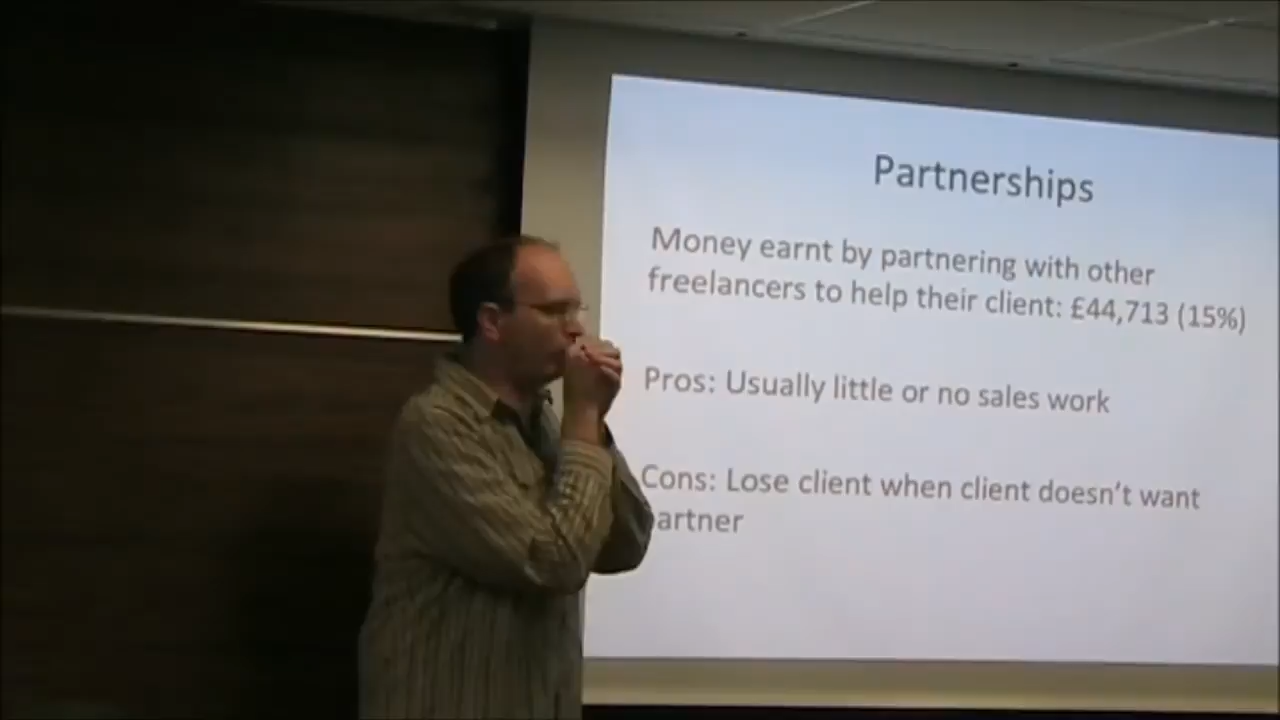 Partnerships
Money earnt by partnering with other
freelancers to help their client: £44,713 (15%)
Pros: Usually little or no sales work
Cons: Lose client when client doesn't want
artner